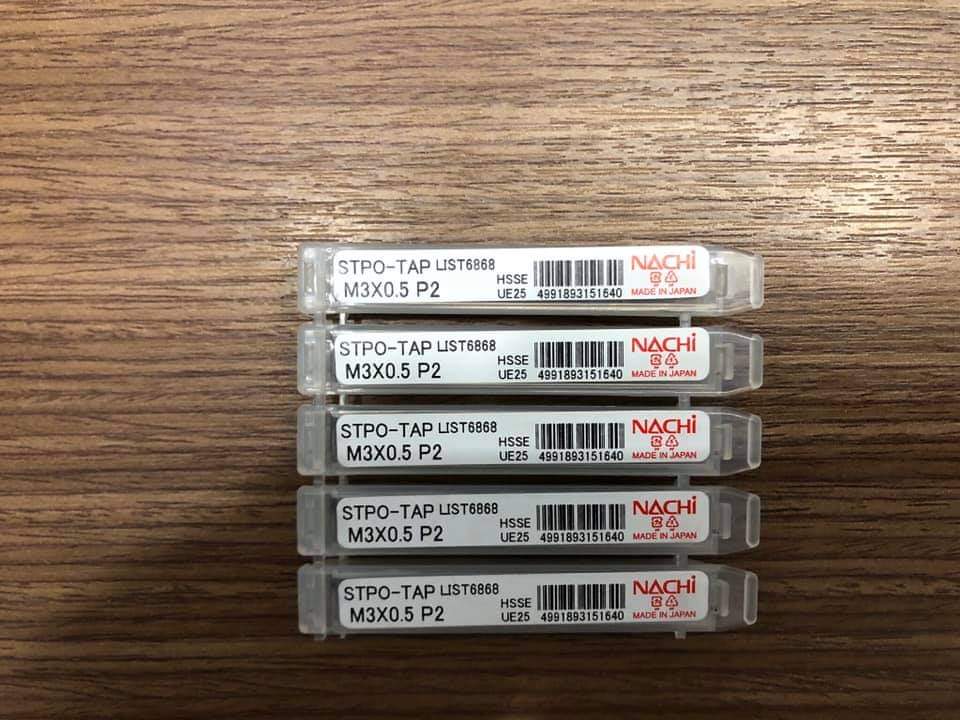 STPO-TAP LIST6868
M3X0.5 P2
HSSE
UE25 4991893151640
NACHi
MADE IN JAPAN
STPO-TAP LIST6868
M3X0.5 P2
HSSE
UE25 4991893151640
NACHi
MADE IN JAPAN
STPO-TAP LIST6868
M3X0.5 P2
HSSE
UE25 4991893151640
NACHi
MADE IN JAPAN
STPO-TAP LIST6868
M3X0.5 P2
HSSE
UE25 4991893151640
NACHi
MADE IN JAPAN
STPO-TAP LIST6868
M3X0.5 P2
HSSE
UE25 4991893151640
NACHi
MADE IN JAPAN